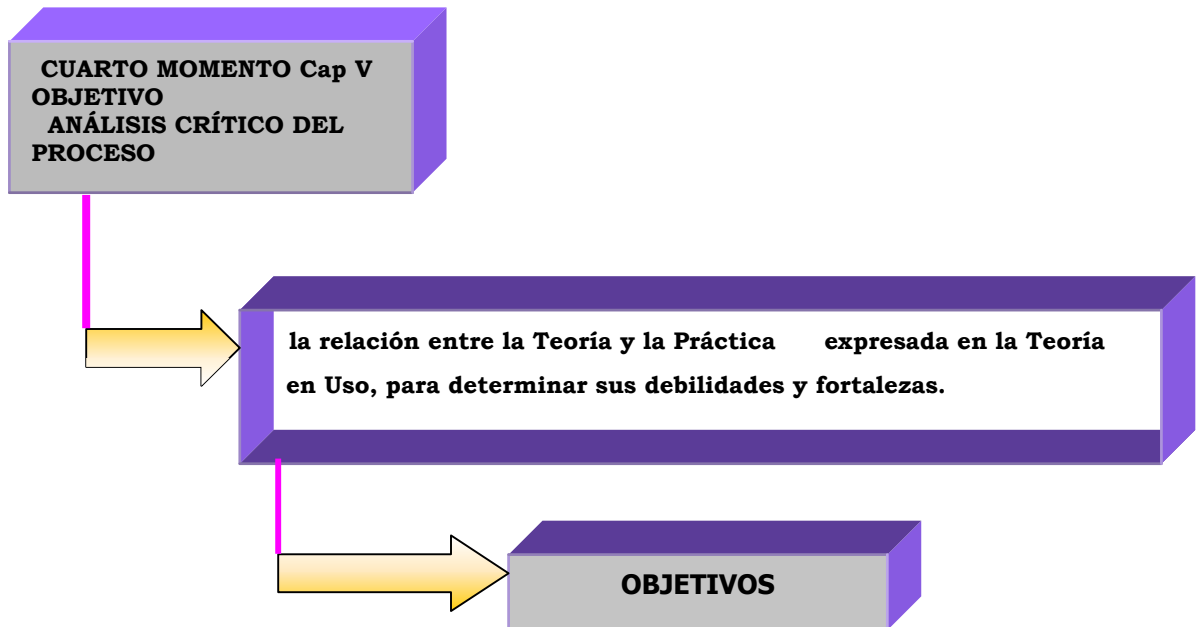 CUARTO MOMENTO Cap V
OBJETIVO
ANÁLISIS CRÍTICO DEL
PROCESO
la relación entre la Teoría y la Práctica expresada en la Teoría
en Uso, para determinar sus debilidades y fortalezas.
OBJETIVOS